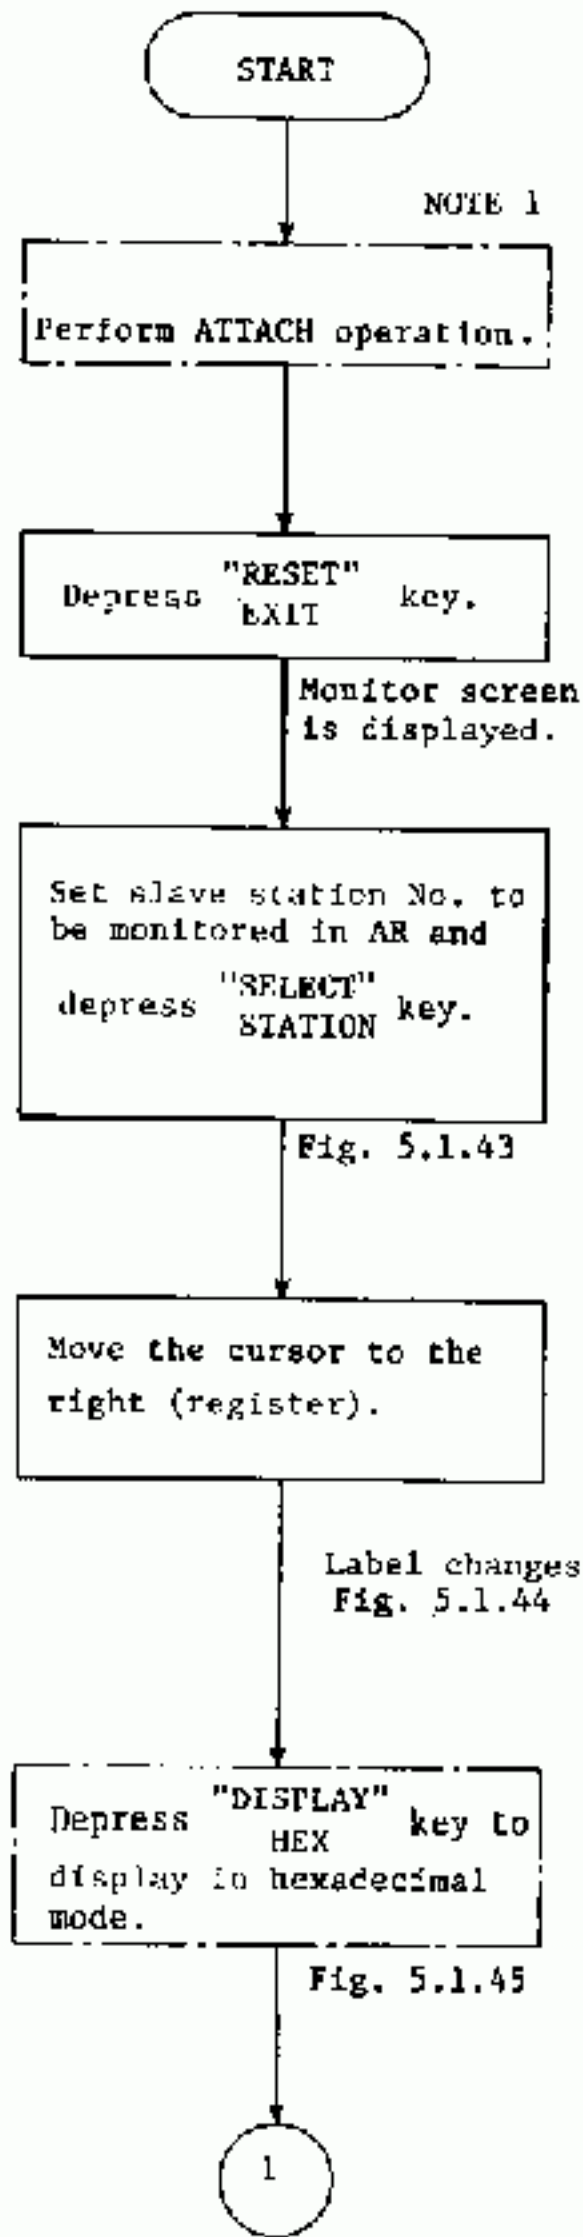 START
NOTE 1
Perform ATTACH operation.
"RESET"
Depress EXIT key.
Monitor screen
is displayed.
Set slave station No. to
be monitored in AR and
"SELECT"
depress STATION key.
Fig. 5.1.43
Move the cursor to the
right (register).
Label changes
Fig. 5.1.44
"DISPLAY"
Depress HEX key to
display in hexadecimal
mode.
Fig. 5.1.45
1